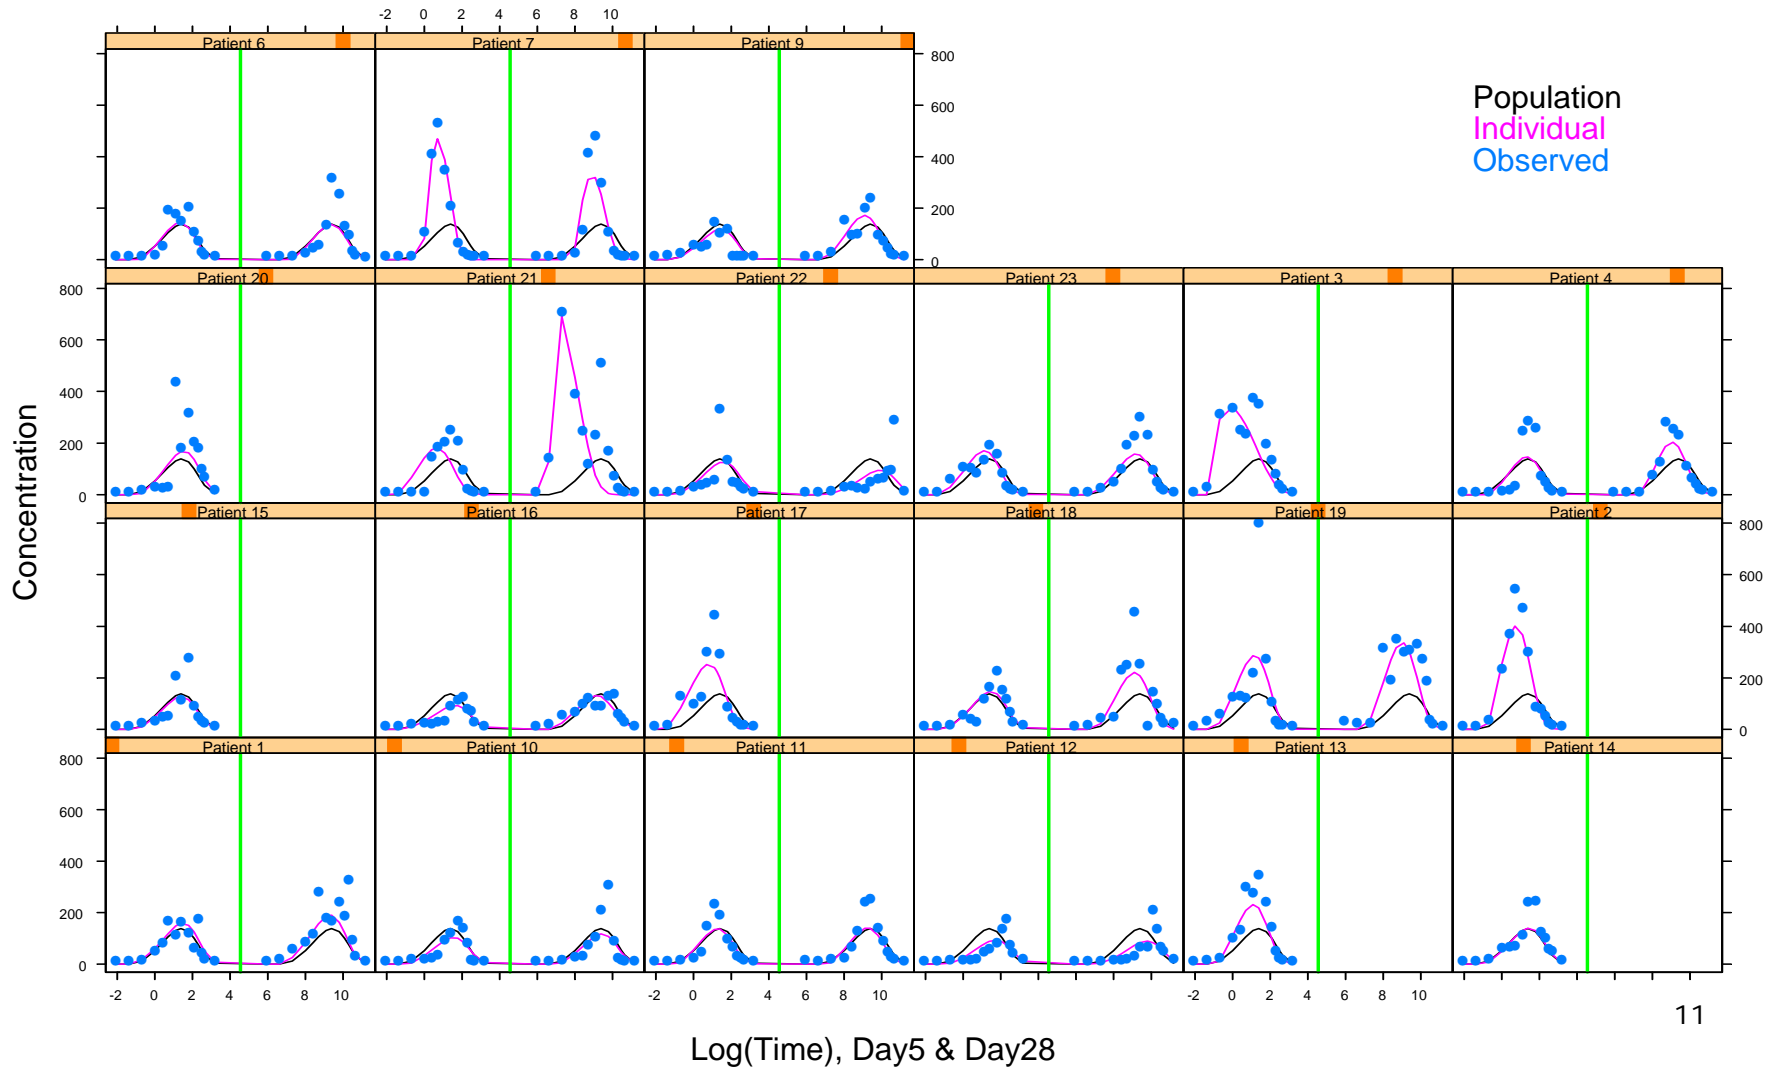 -2 0 2 4 6 8 10
Patient 6 Patient 7 Patient 9
800
600
400
200
0
Population
Individual
Observed
Patient 20 Patient 21 Patient 22 Patient 23 Patient 3 Patient 4
800
600
400
200
0
Patient 15 Patient 16 Patient 17 Patient 18 Patient 19 Patient 2
800
600
400
200
0
Patient 1 Patient 10 Patient 11 Patient 12 Patient 13 Patient 14
800
600
400
200
0
-2 0 2 4 6 8 10 -2 0 2 4 6 8 10 -2 0 2 4 6 8 10
Concentration
Log(Time), Day5 & Day28
11